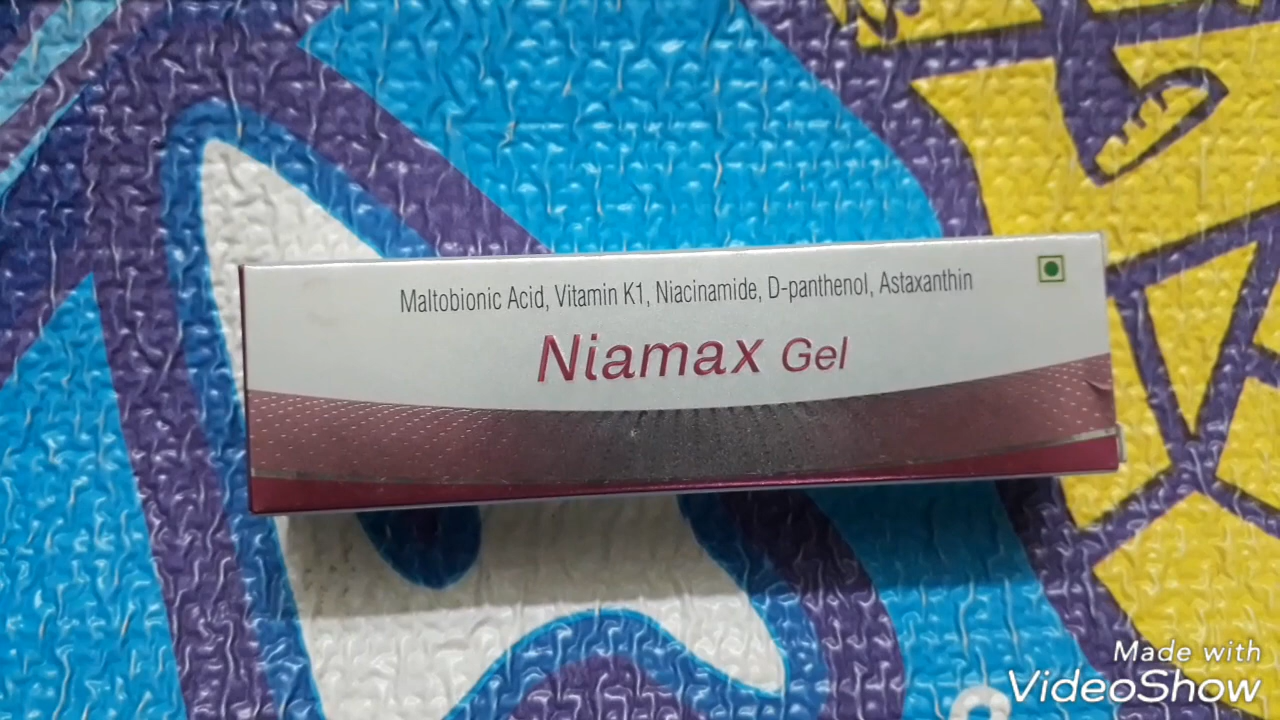 Maltobionic Acid, Vitamin K1, Niacinamide, D-panthenol, Astaxanthin
Niamax Gel
Made with
VideoShow